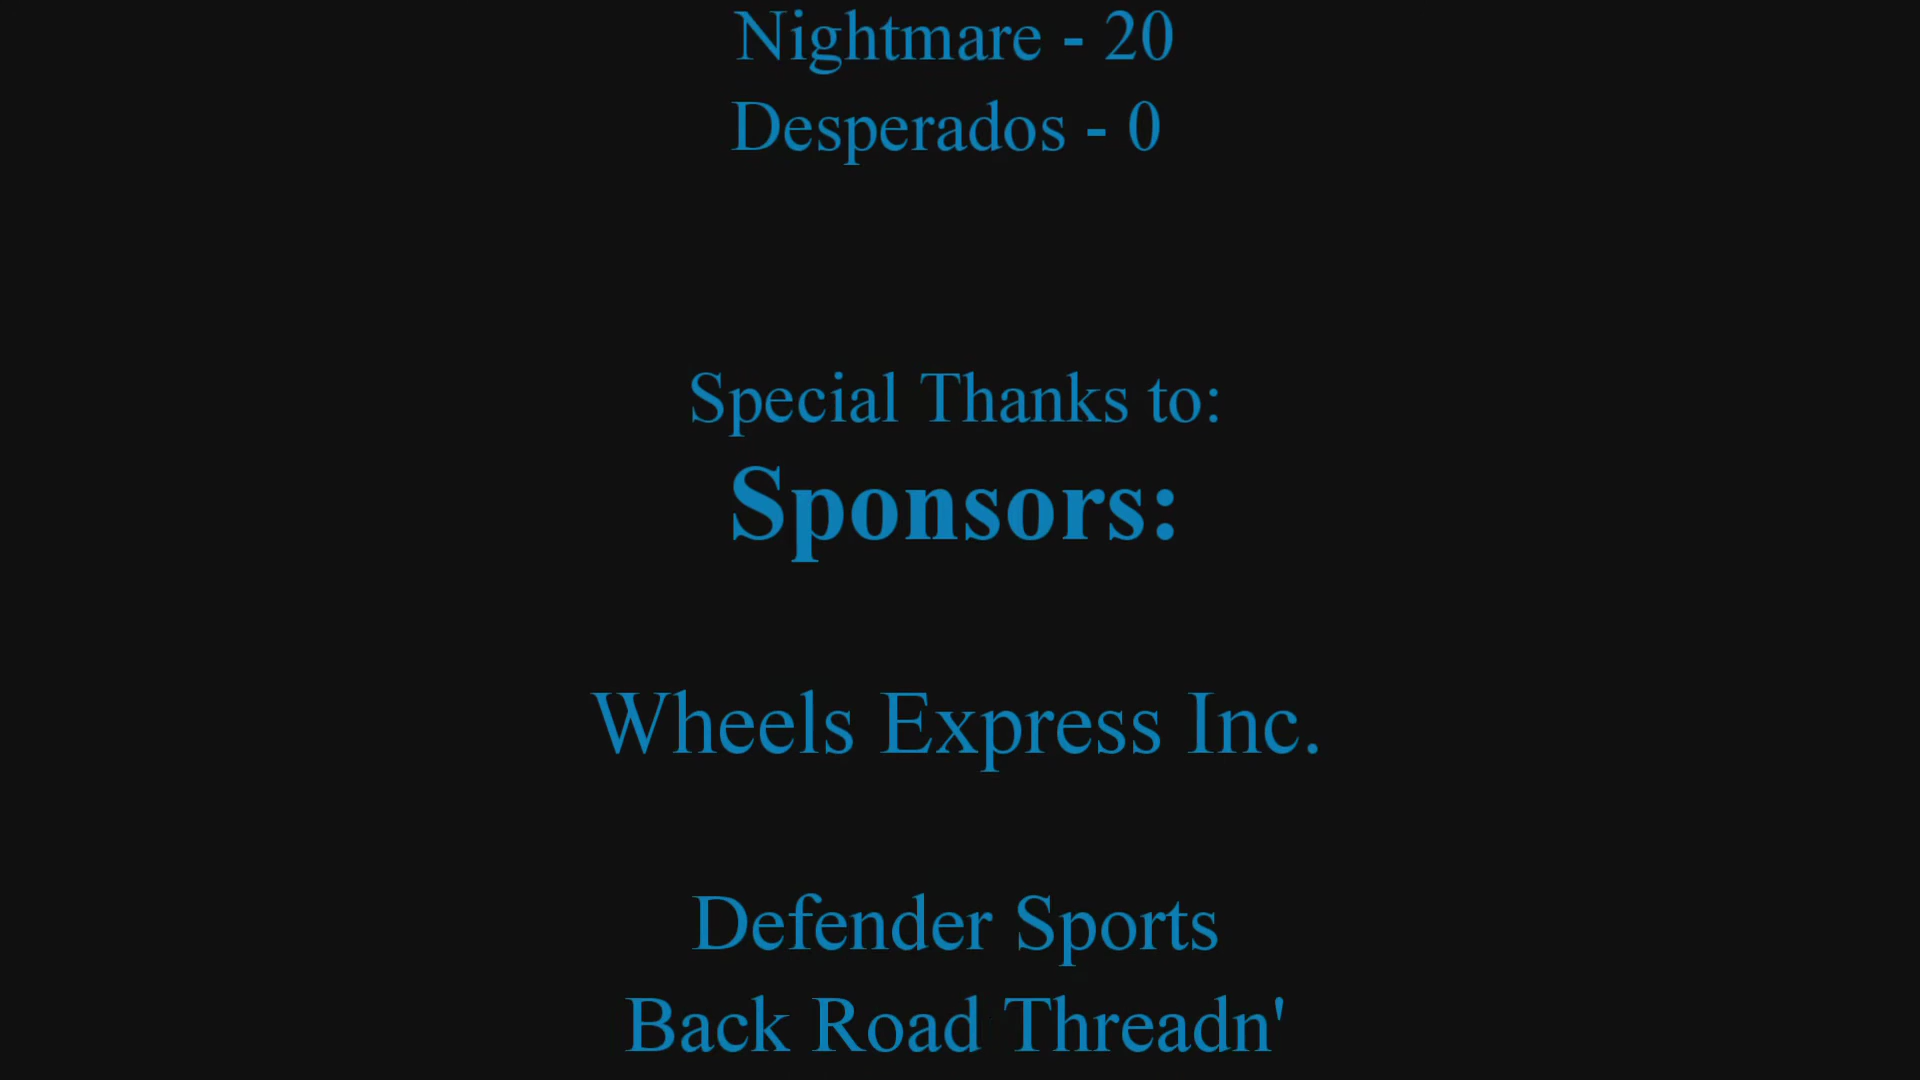 Nightmare - 20
Desperados - 0
Special Thanks to:
Sponsors:
Wheels Express Inc.
Defender Sports
Back Road Threadn'